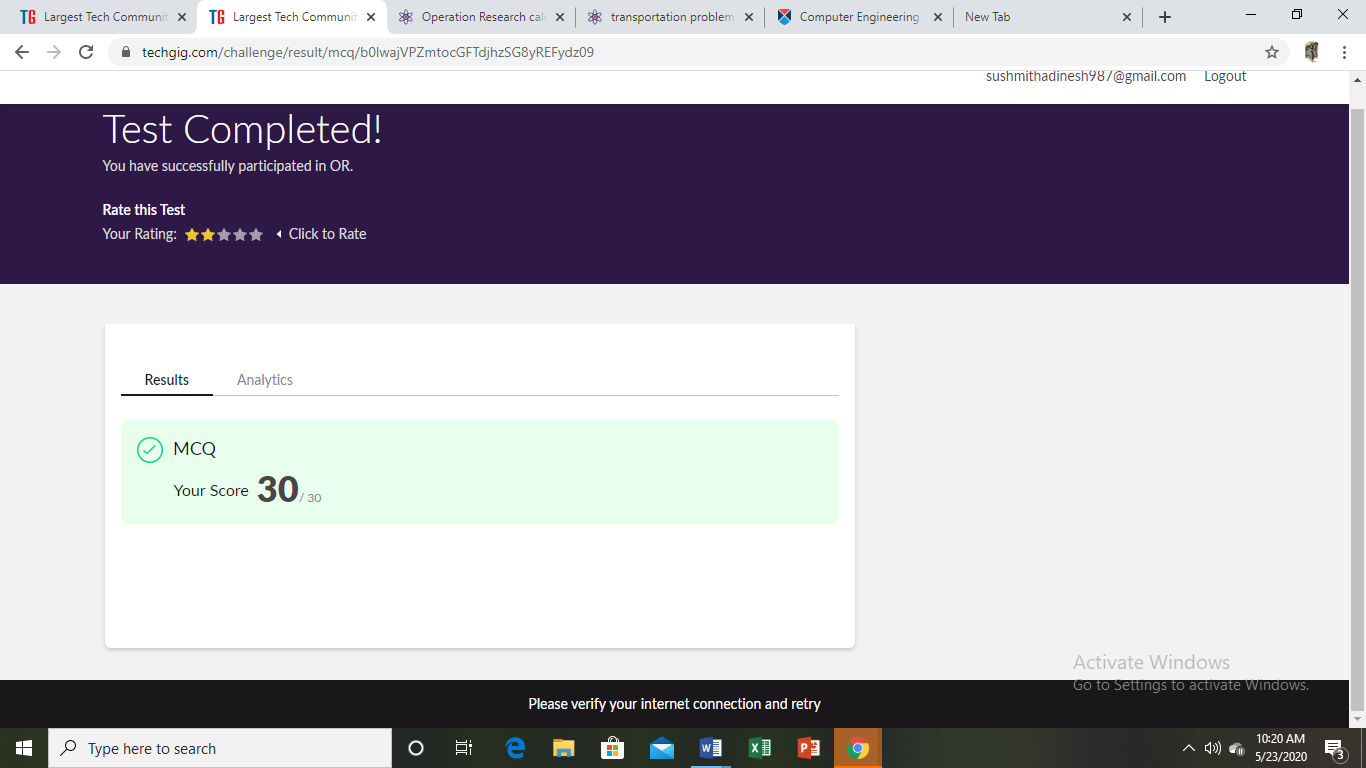 TG Largest Tech Communit
TG Largest Tech Communit
Operation Research cal
transportation problem
Computer Engineering
New Tab
techgig.com/challenge/result/mcq/b0lwajVPZmtocGFTdjhzSG8yREFydz09
sushmithadinesh987@gmail.com Logout
Test Completed!
You have successfully participated in OR.
Rate this Test
Your Rating: Click to Rate
Results Analytics
MCQ
Your Score 30 / 30
Activate Windows
Go to Settings to activate Windows.
Please verify your internet connection and retry
Type here to search
10:20 AM
5/23/2020
3